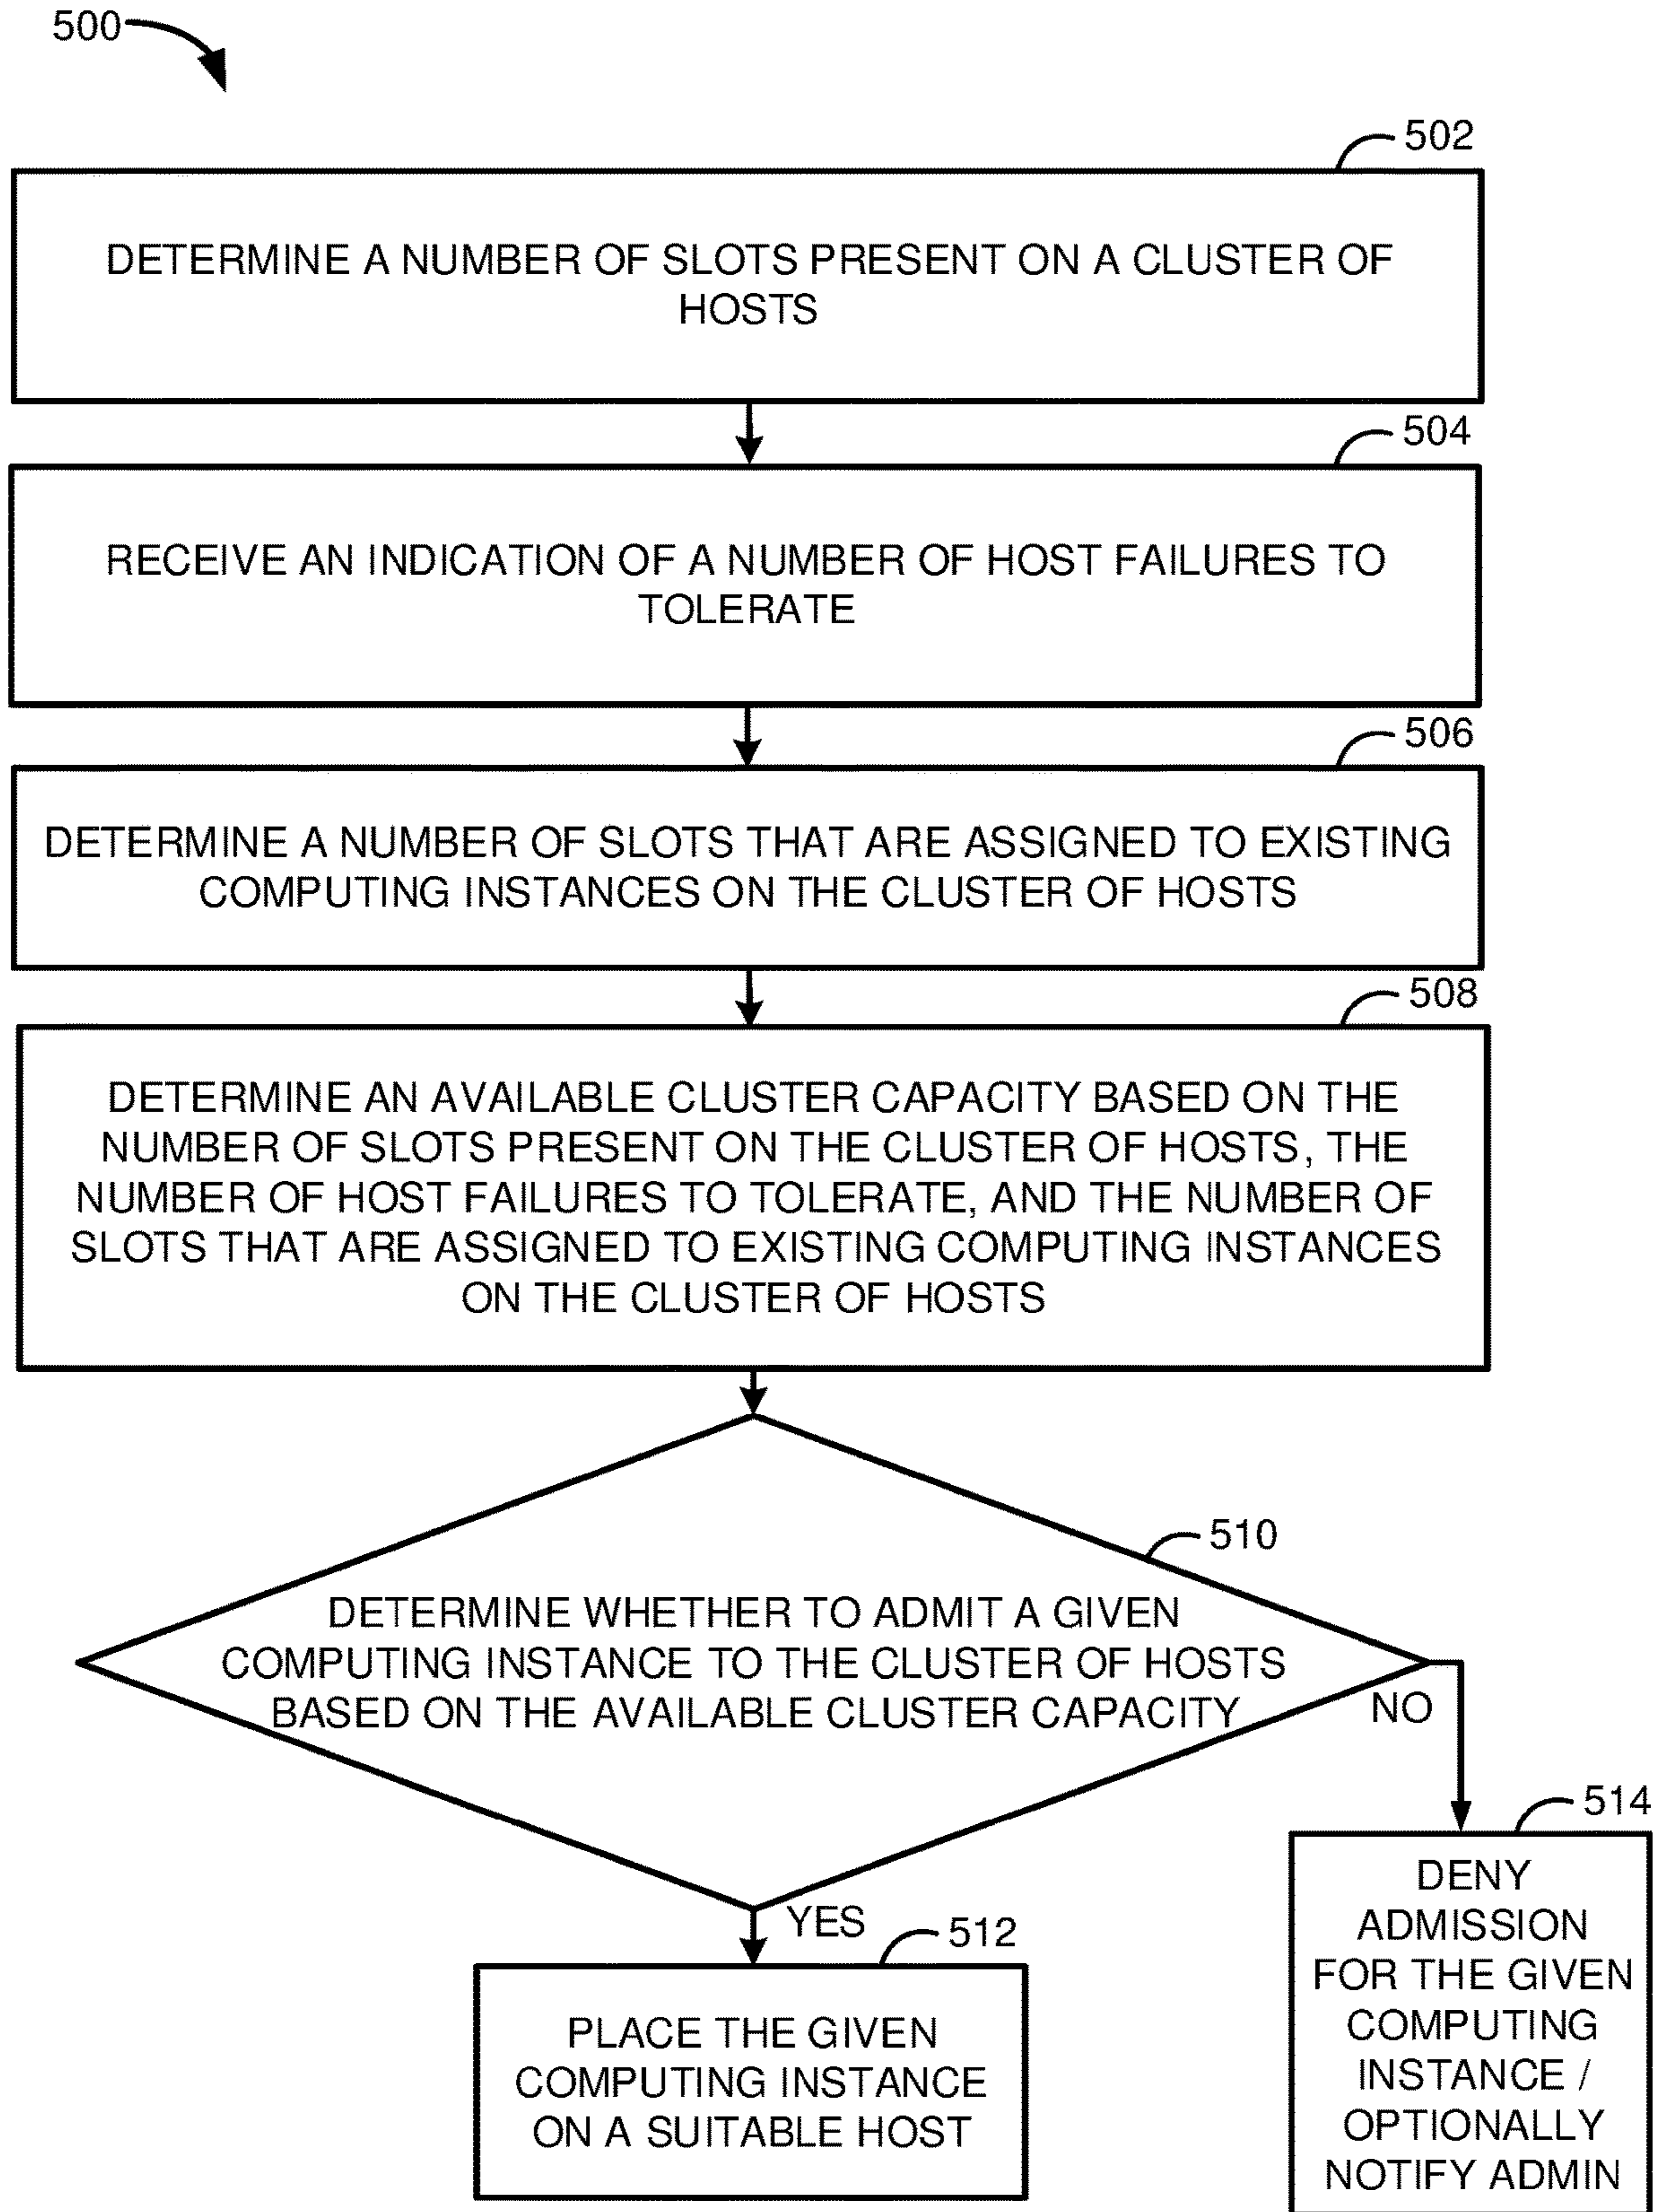 500
502
DETERMINE A NUMBER OF SLOTS PRESENT ON A CLUSTER OF
HOSTS
504
RECEIVE AN INDICATION OF A NUMBER OF HOST FAILURES TO
TOLERATE
506
DETERMINE A NUMBER OF SLOTS THAT ARE ASSIGNED TO EXISTING
COMPUTING INSTANCES ON THE CLUSTER OF HOSTS
508
DETERMINE AN AVAILABLE CLUSTER CAPACITY BASED ON THE
NUMBER OF SLOTS PRESENT ON THE CLUSTER OF HOSTS, THE
NUMBER OF HOST FAILURES TO TOLERATE, AND THE NUMBER OF
SLOTS THAT ARE ASSIGNED TO EXISTING COMPUTING INSTANCES
ON THE CLUSTER OF HOSTS
510
DETERMINE WHETHER TO ADMIT A GIVEN
COMPUTING INSTANCE TO THE CLUSTER OF HOSTS
BASED ON THE AVAILABLE CLUSTER CAPACITY
NO
YES
512
PLACE THE GIVEN
COMPUTING INSTANCE
ON A SUITABLE HOST
514
DENY
ADMISSION
FOR THE GIVEN
COMPUTING
INSTANCE /
OPTIONALLY
NOTIFY ADMIN